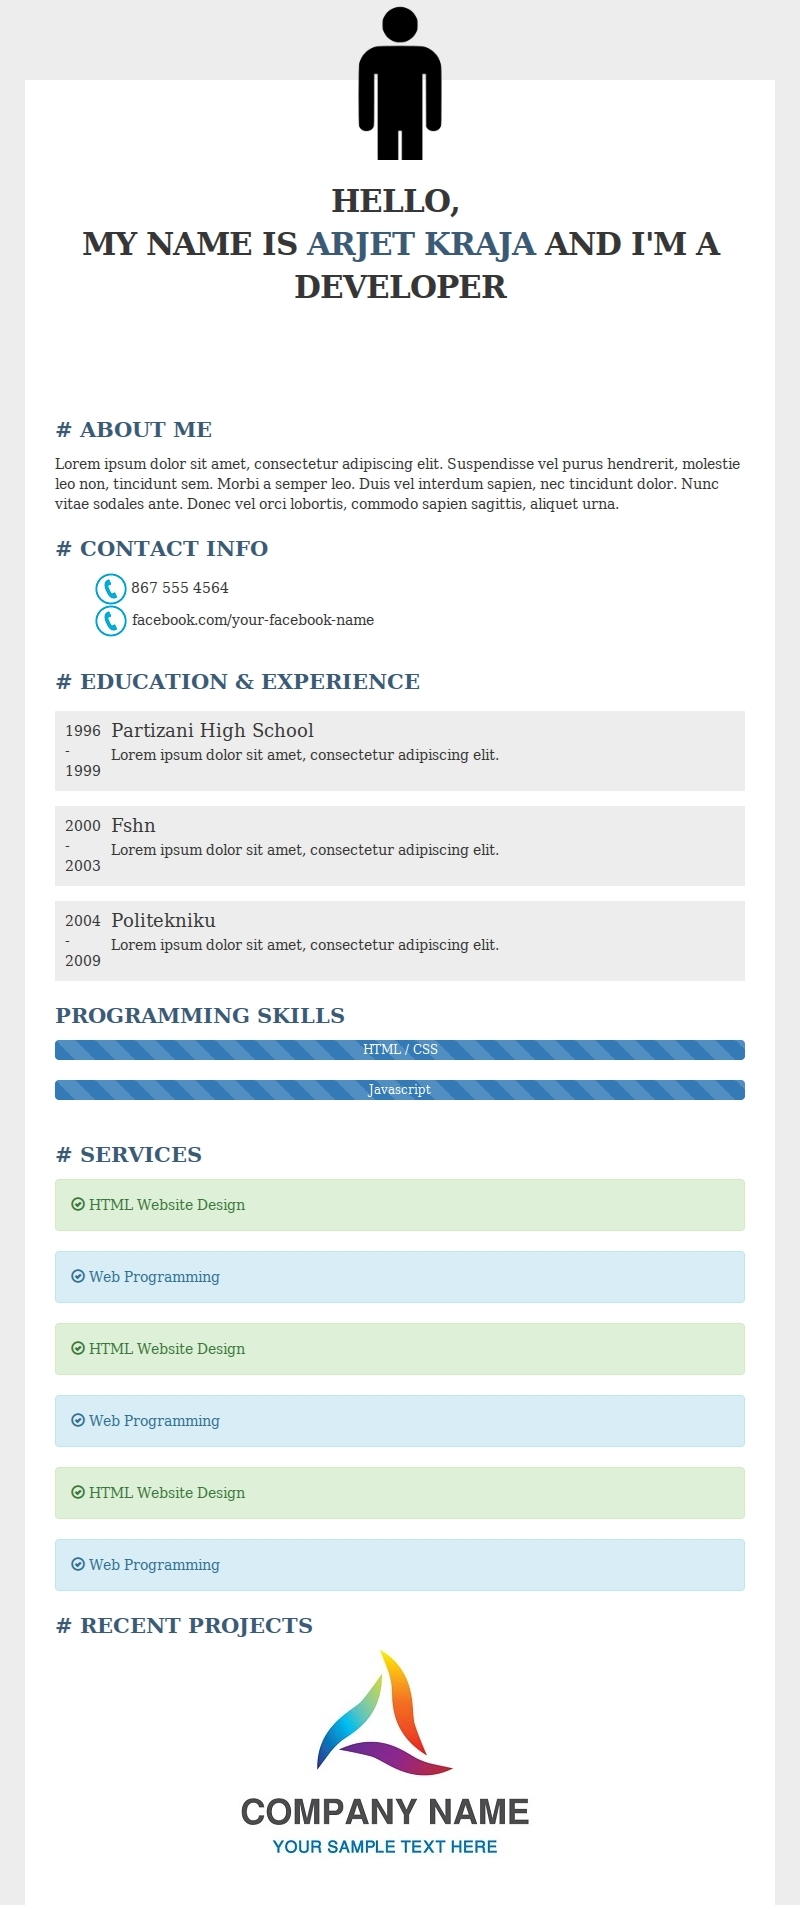 HELLO,
MY NAME IS ARJET KRAJA AND I'M A
DEVELOPER
# ABOUT ME
Lorem ipsum dolor sit amet, consectetur adipiscing elit. Suspendisse vel purus hendrerit, molestie
leo non, tincidunt sem. Morbi a semper leo. Duis vel interdum sapien, nec tincidunt dolor. Nunc
vitae sodales ante. Donec vel orci lobortis, commodo sapien sagittis, aliquet urna.
# CONTACT INFO
867 555 4564
facebook.com/your-facebook-name
# EDUCATION & EXPERIENCE
1996
-
1999
Partizani High School
Lorem ipsum dolor sit amet, consectetur adipiscing elit.
2000
-
2003
Fshn
Lorem ipsum dolor sit amet, consectetur adipiscing elit.
2004
-
2009
Politekniku
Lorem ipsum dolor sit amet, consectetur adipiscing elit.
PROGRAMMING SKILLS
HTML / CSS
Javascript
# SERVICES
HTML Website Design
Web Programming
HTML Website Design
Web Programming
HTML Website Design
Web Programming
# RECENT PROJECTS
COMPANY NAME
YOUR SAMPLE TEXT HERE